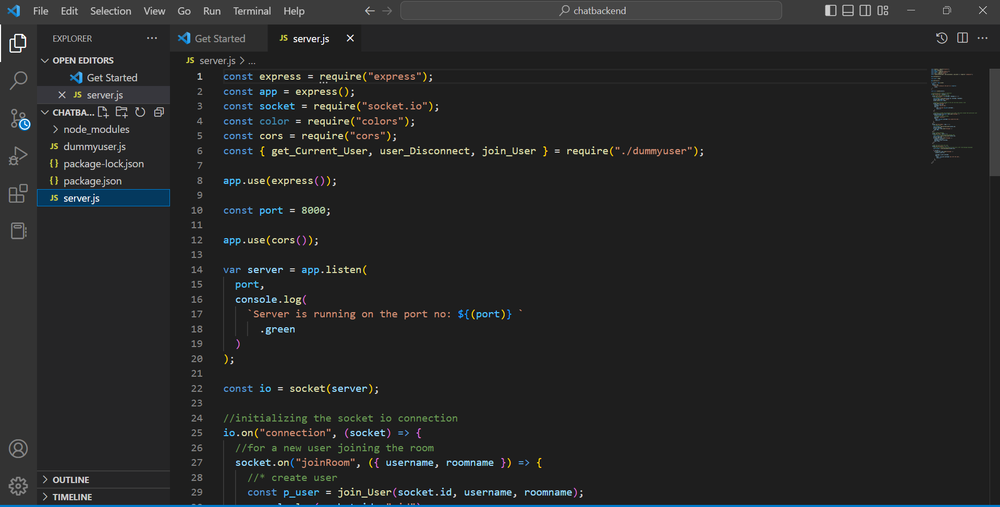 File Edit Selection View Go Run Terminal Help
chatbackend
EXPLORER
OPEN EDITORS
Get Started
JS server.js
CHATBA...
node_modules
JS dummyuser.js
{} package-lock.json
{} package.json
JS server.js
OUTLINE
TIMELINE
Get Started JS server.js
JS server.js > ...
1 const express = require("express");
2 const app = express();
3 const socket = require("socket.io");
4 const color = require("colors");
5 const cors = require("cors");
6 const { get_Current_User, user_Disconnect, join_User } = require("./dummyuser");
7
8 app.use(express());
9
10 const port = 8000;
11
12 app.use(cors());
13
14 var server = app.listen(
15 port,
16 console.log(
17 `Server is running on the port no: ${(port)} `
18 .green
19 )
20 );
21
22 const io = socket(server);
23
24 //initializing the socket io connection
25 io.on("connection", (socket) => {
26 //for a new user joining the room
27 socket.on("joinRoom", ({ username, roomname }) => {
28 //* create user
29 const p_user = join_User(socket.id, username, roomname);